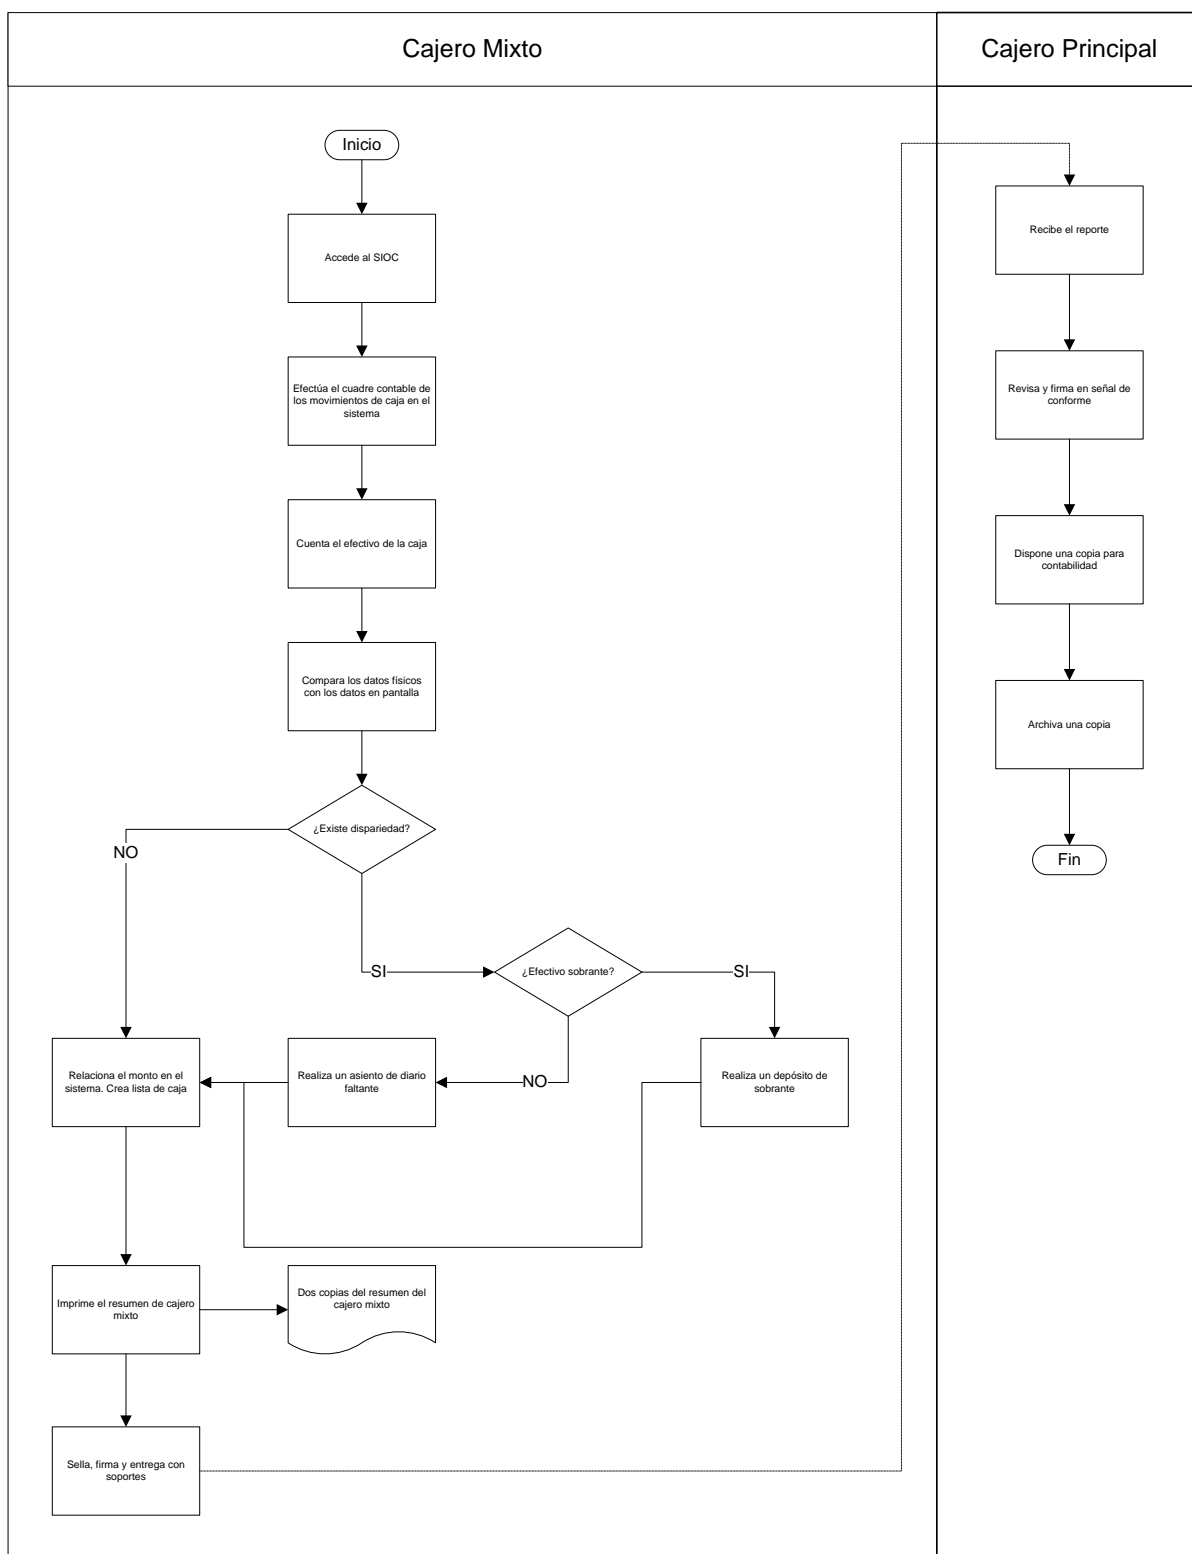 Cajero Mixto
Cajero Principal
Inicio
Accede al SIOC
Efectúa el cuadre contable de
los movimientos de caja en el
sistema
Cuenta el efectivo de la caja
Compara los datos físicos
con los datos en pantalla
¿Existe dispariedad?
NO
SI
¿Efectivo sobrante?
SI
NO
Relaciona el monto en el
sistema. Crea lista de caja
Realiza un asiento de diario
faltante
Realiza un depósito de
sobrante
Imprime el resumen de cajero
mixto
Dos copias del resumen del
cajero mixto
Sella, firma y entrega con
soportes
Recibe el reporte
Revisa y firma en señal de
conforme
Dispone una copia para
contabilidad
Archiva una copia
Fin